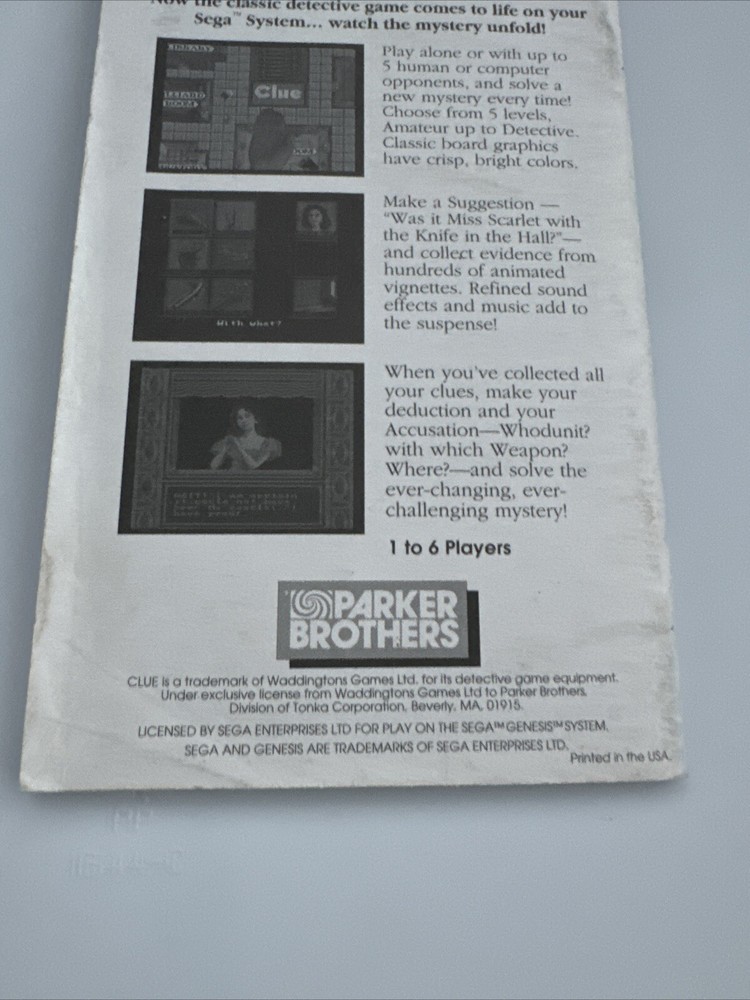 Now the classic detective game comes to life on your
Sega™ System... watch the mystery unfold!
LIBRARY
Clue
BILLIARD
ROOM
Play alone or with up to
5 human or computer
opponents, and solve a
new mystery every time!
Choose from 5 levels,
Amateur up to Detective.
Classic board graphics
have crisp, bright colors.
With what?
Make a Suggestion —
"Was it Miss Scarlet with
the Knife in the Hall?"—
and collect evidence from
hundreds of animated
vignettes. Refined sound
effects and music add to
the suspense!
When you've collected all
your clues, make your
deduction and your
Accusation—Whodunit?
with which Weapon?
Where?—and solve the
ever-changing, ever-
challenging mystery!
1 to 6 Players
PARKER
BROTHERS
CLUE is a trademark of Waddingtons Games Ltd. for its detective game equipment.
Under exclusive license from Waddingtons Games Ltd to Parker Brothers,
Division of Tonka Corporation, Beverly, MA, 01915.
LICENSED BY SEGA ENTERPRISES LTD FOR PLAY ON THE SEGA™ GENESIS™ SYSTEM.
SEGA AND GENESIS ARE TRADEMARKS OF SEGA ENTERPRISES LTD.
Printed in the USA.